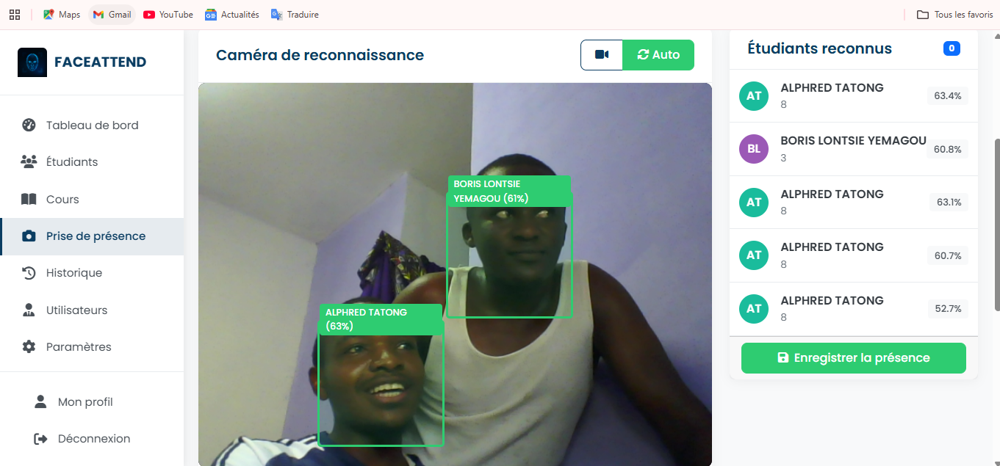 Maps
Gmail
YouTube
Actualités
Traduire
Tous les favoris
FACEATTEND
Tableau de bord
Étudiants
Cours
Prise de présence
Historique
Utilisateurs
Paramètres
Mon profil
Déconnexion
Caméra de reconnaissance
Auto
BORIS LONTSIE
YEMAGOU (61%)
ALPHRED TATONG
(63%)
Étudiants reconnus
0
AT
ALPHRED TATONG
8
63.4%
BL
BORIS LONTSIE YEMAGOU
3
60.8%
AT
ALPHRED TATONG
8
63.1%
AT
ALPHRED TATONG
8
60.7%
AT
ALPHRED TATONG
8
52.7%
Enregistrer la présence